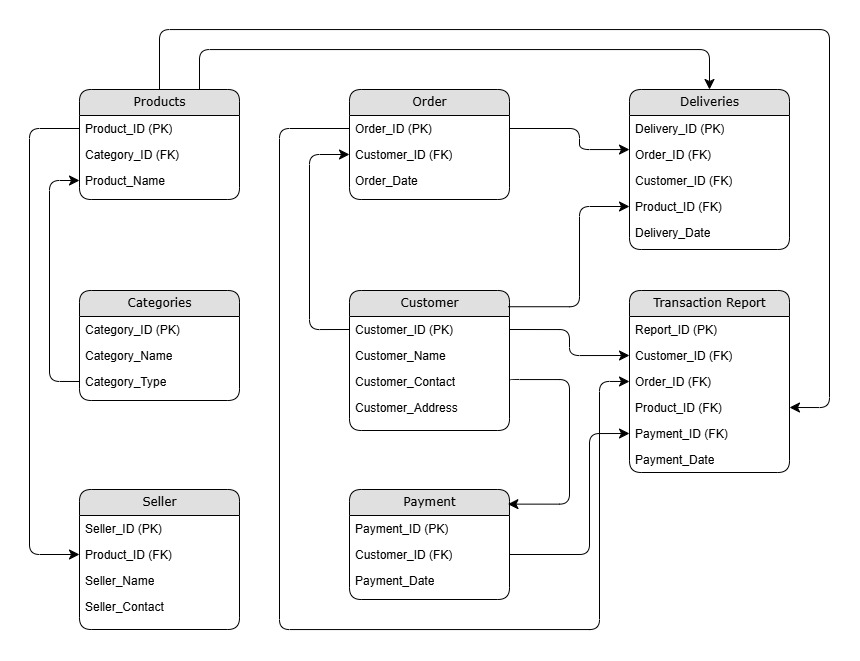 Products
Product_ID (PK)
Category_ID (FK)
Product_Name
Order
Order_ID (PK)
Customer_ID (FK)
Order_Date
Deliveries
Delivery_ID (PK)
Order_ID (FK)
Customer_ID (FK)
Product_ID (FK)
Delivery_Date
Categories
Category_ID (PK)
Category_Name
Category_Type
Customer
Customer_ID (PK)
Customer_Name
Customer_Contact
Customer_Address
Transaction Report
Report_ID (PK)
Customer_ID (FK)
Order_ID (FK)
Product_ID (FK)
Payment_ID (FK)
Payment_Date
Seller
Seller_ID (PK)
Product_ID (FK)
Seller_Name
Seller_Contact
Payment
Payment_ID (PK)
Customer_ID (FK)
Payment_Date